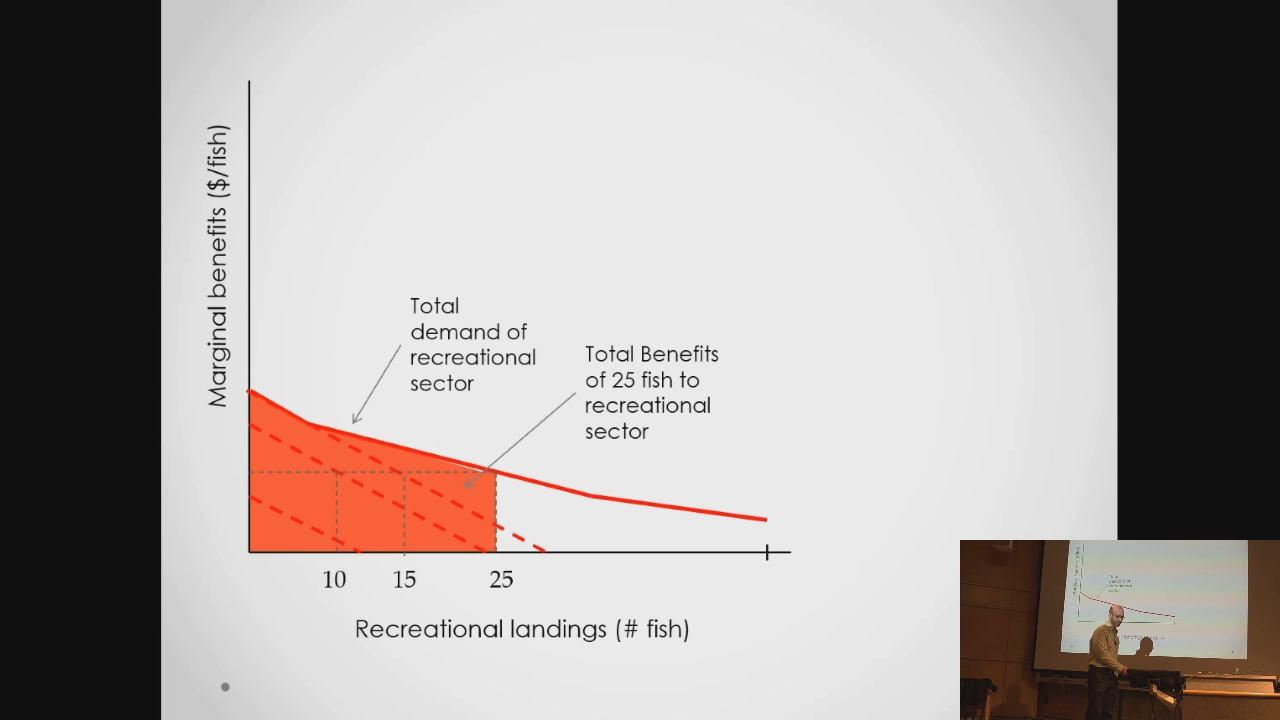 Marginal benefits ($/fish)
Total
demand of
recreational
sector
Total Benefits
of 25 fish to
recreational
sector
10 15 25
Recreational landings (# fish)